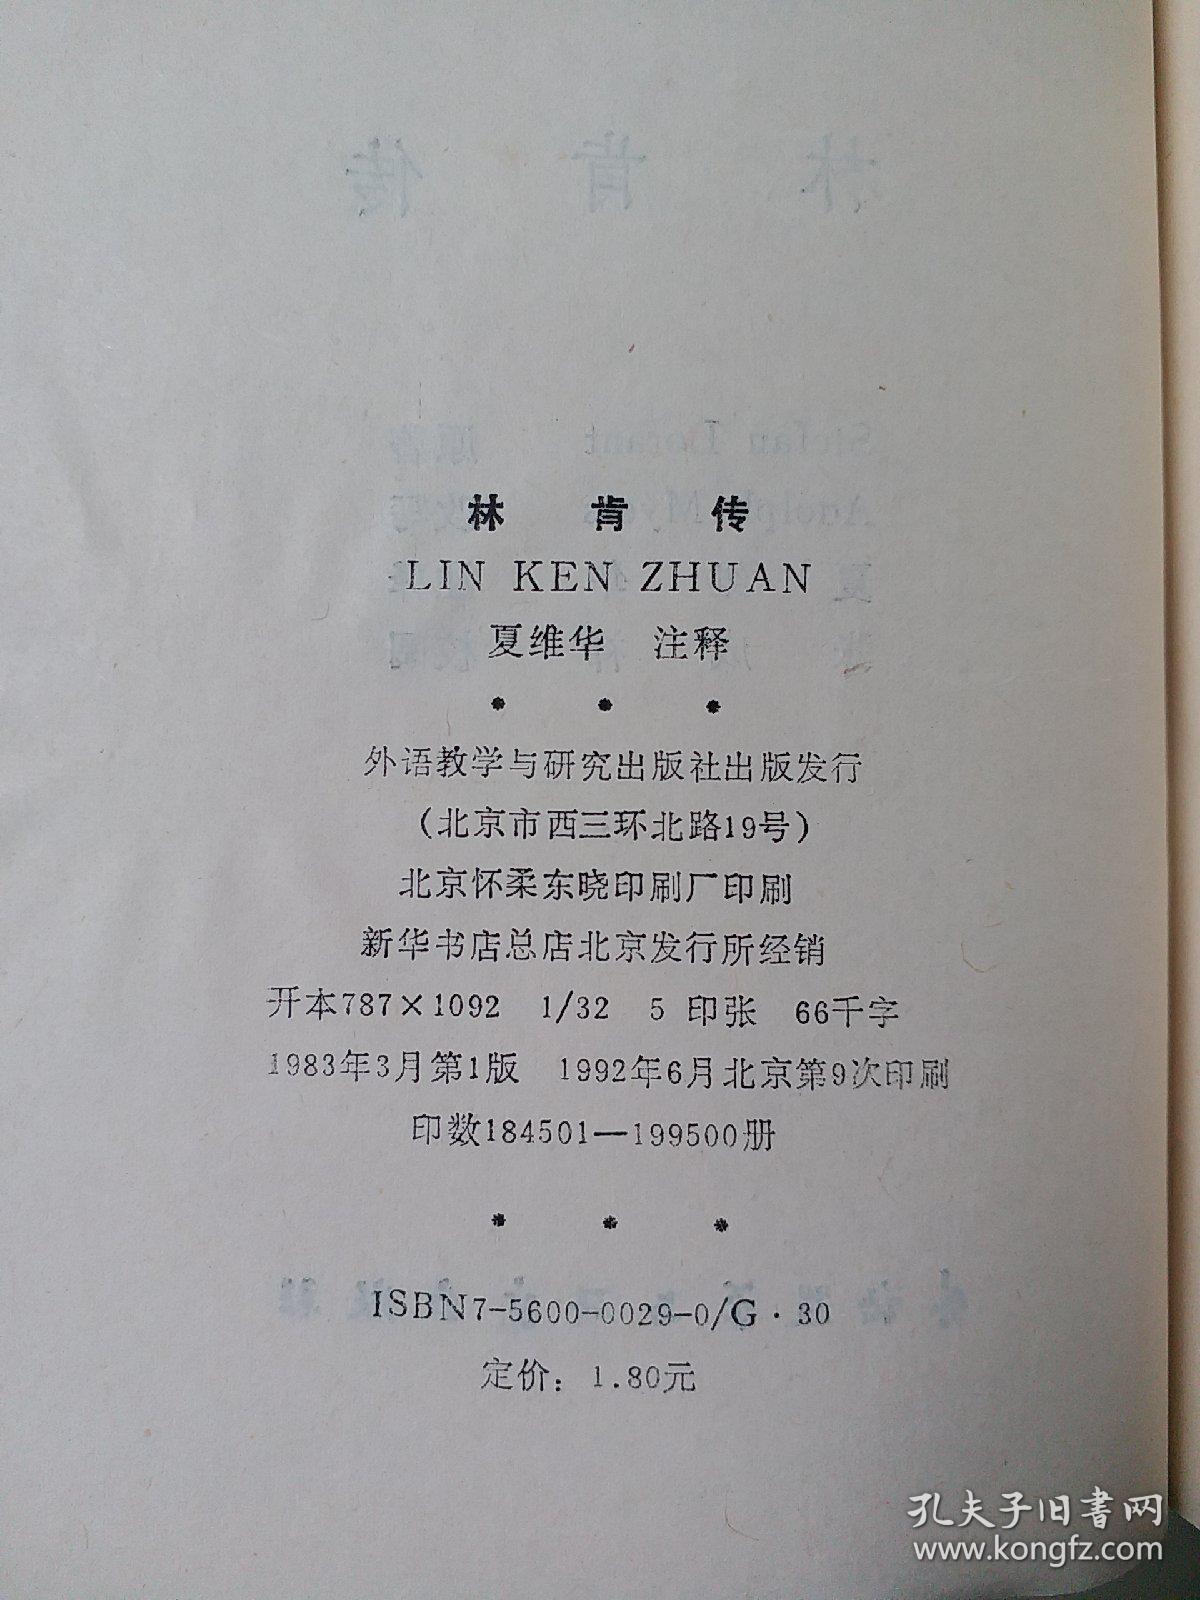 林肯传
林肯传
LIN KEN ZHUAN
夏维华 注释
外语教学与研究出版社出版发行
(北京市西三环北路19号)
北京怀柔东晓印刷厂印刷
新华书店总店北京发行所经销
开本787×1092 1/32 5 印张 66千字
1983年3月第1版 1992年6月北京第9次印刷
印数184501—199500册
ISBN7-5600-0029-0/G·30
定价：1.80元
孔夫子旧书网
www.kongfz.com